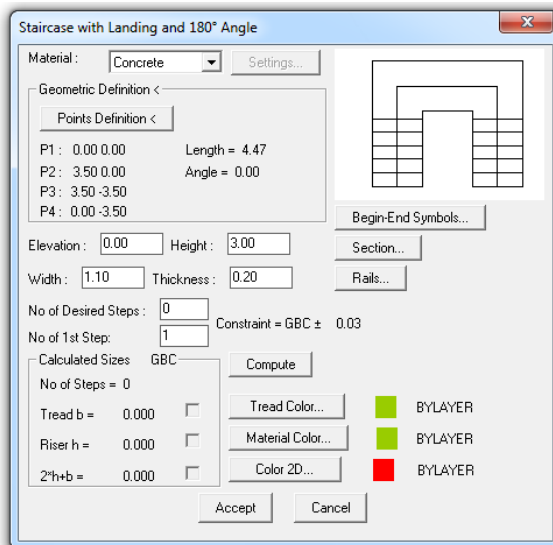 Staircase with Landing and 180° Angle
Material : Concrete Settings...
Geometric Definition <
Points Definition <
P1 : 0.00 0.00 Length = 4.47
P2 : 3.50 0.00 Angle = 0.00
P3 : 3.50 -3.50
P4 : 0.00 -3.50
Begin-End Symbols...
Elevation : 0.00 Height : 3.00 Section...
Width : 1.10 Thickness : 0.20 Rails...
No of Desired Steps : 0
Constraint = GBC ± 0.03
No of 1st Step: 1
Calculated Sizes GBC Compute
No of Steps = 0
Tread b = 0.000 Tread Color... BYLAYER
Riser h = 0.000 Material Color... BYLAYER
2*h+b = 0.000 Color 2D... BYLAYER
Accept Cancel